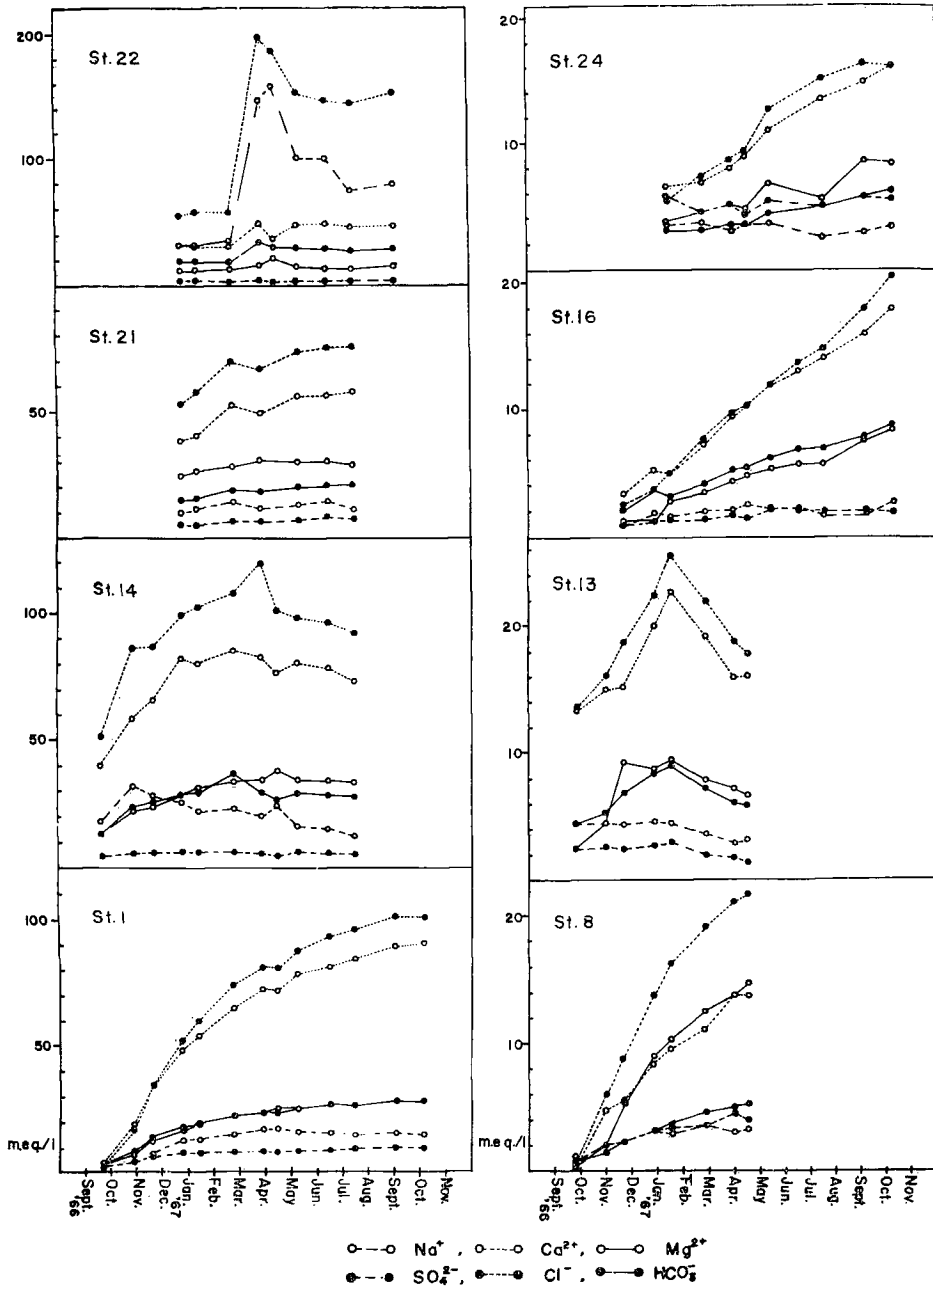 St.22
200
100
St.24
20
10
St.21
50
St.16
20
10
St.14
100
50
St.13
20
10
St.1
100
50
m.eq/l
St.8
20
10
m.eq/l
Sept. '66 Oct. Nov. Dec. Jan. '67 Feb. Mar. Apr. May Jun. Jul. Aug. Sept. Oct. Nov.
Sept. '66 Oct. Nov. Dec. Jan. '67 Feb. Mar. Apr. May Jun. Jul. Aug. Sept. Oct. Nov.
Na⁺, Ca²⁺, Mg²⁺
SO₄²⁻, Cl⁻, HCO₃⁻